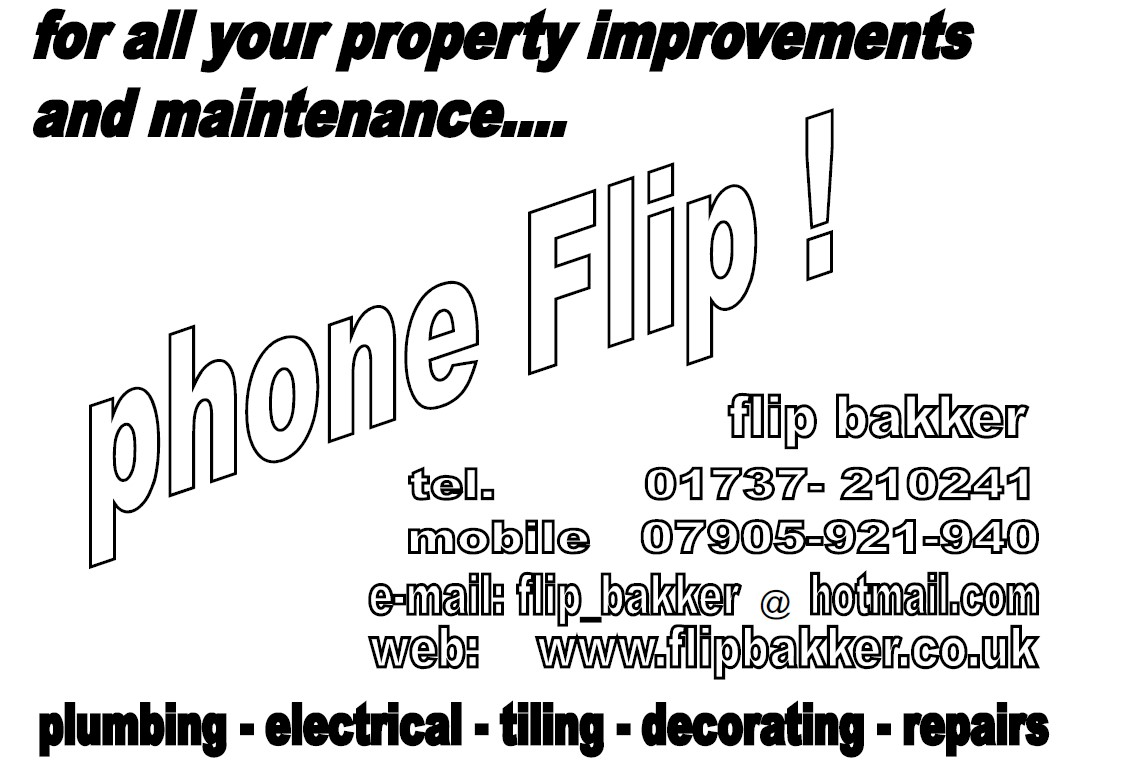 for all your property improvements
and maintenance....
phone Flip !
flip bakker
tel. 01737- 210241
mobile 07905-921-940
e-mail: flip_bakker @ hotmail.com
web: www.flipbakker.co.uk
plumbing - electrical - tiling - decorating - repairs